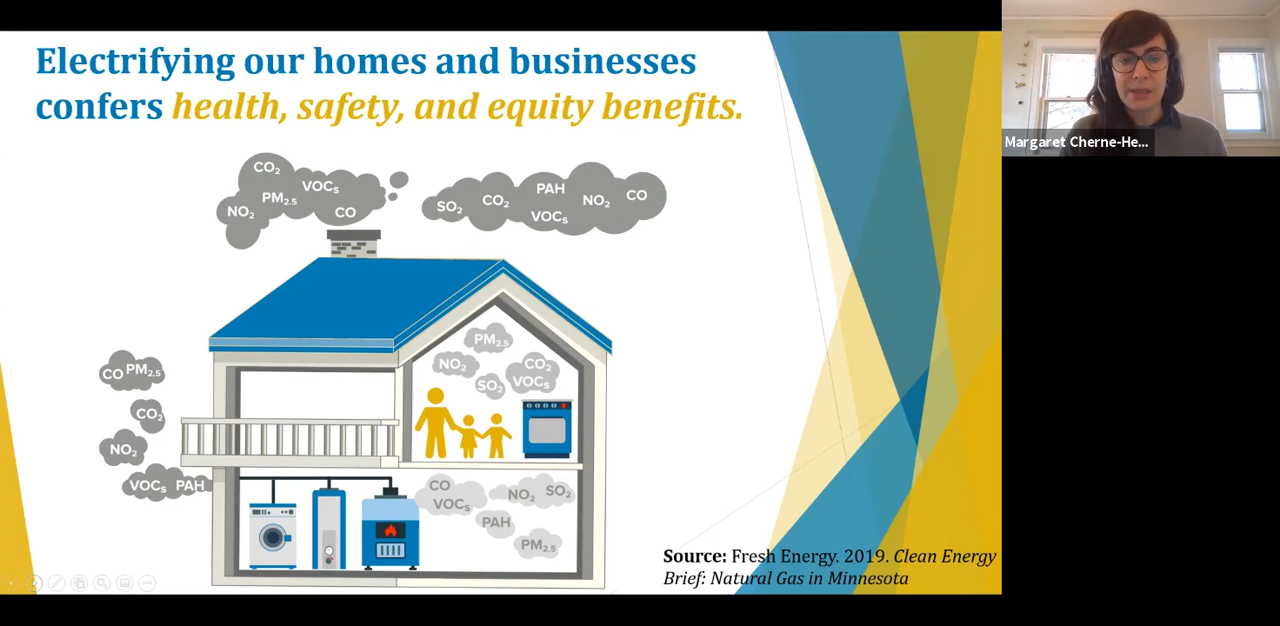 Electrifying our homes and businesses
confers health, safety, and equity benefits.
Margaret Cherne-He...
CO₂
VOCₛ
PM₂.₅
NO₂
CO
PAH
SO₂
CO₂
NO₂
CO
VOCₛ
PM₂.₅
NO₂
CO₂
SO₂
VOCₛ
CO PM₂.₅
CO₂
NO₂
VOCₛ PAH
CO
VOCₛ
NO₂
SO₂
PAH
PM₂.₅
Source: Fresh Energy. 2019. Clean Energy
Brief: Natural Gas in Minnesota